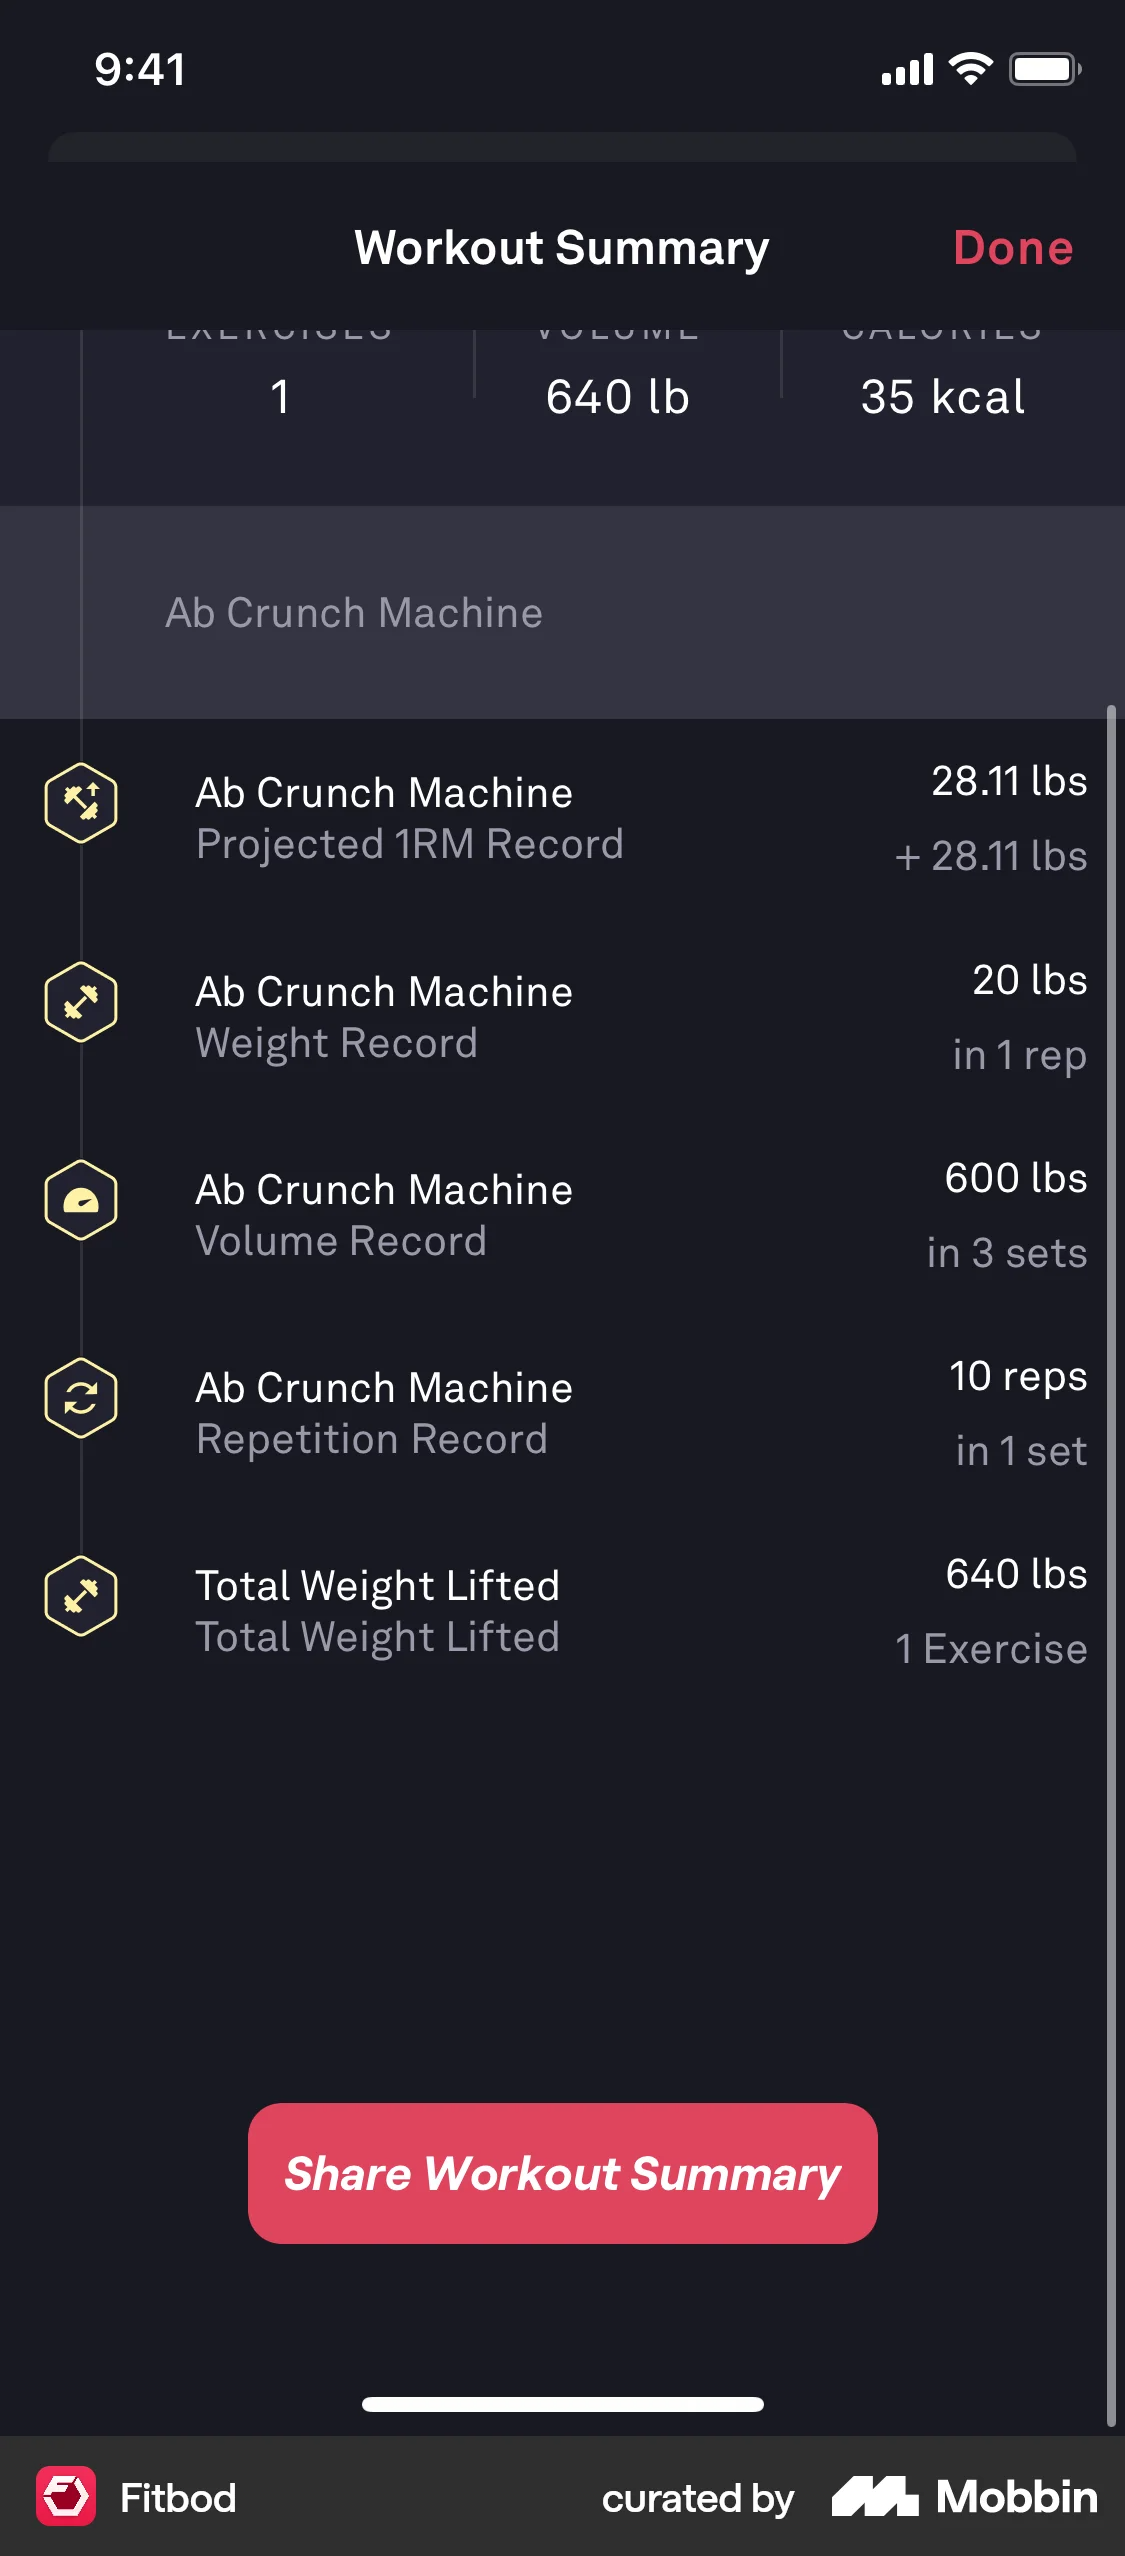 9:41
Workout Summary
Done
EXERCISES
VOLUME
CALORIES
1
640 lb
35 kcal
Ab Crunch Machine
Ab Crunch Machine
28.11 lbs
Projected 1RM Record
+ 28.11 lbs
Ab Crunch Machine
20 lbs
Weight Record
in 1 rep
Ab Crunch Machine
600 lbs
Volume Record
in 3 sets
Ab Crunch Machine
10 reps
Repetition Record
in 1 set
Total Weight Lifted
640 lbs
Total Weight Lifted
1 Exercise
Share Workout Summary
Fitbod
curated by
Mobbin